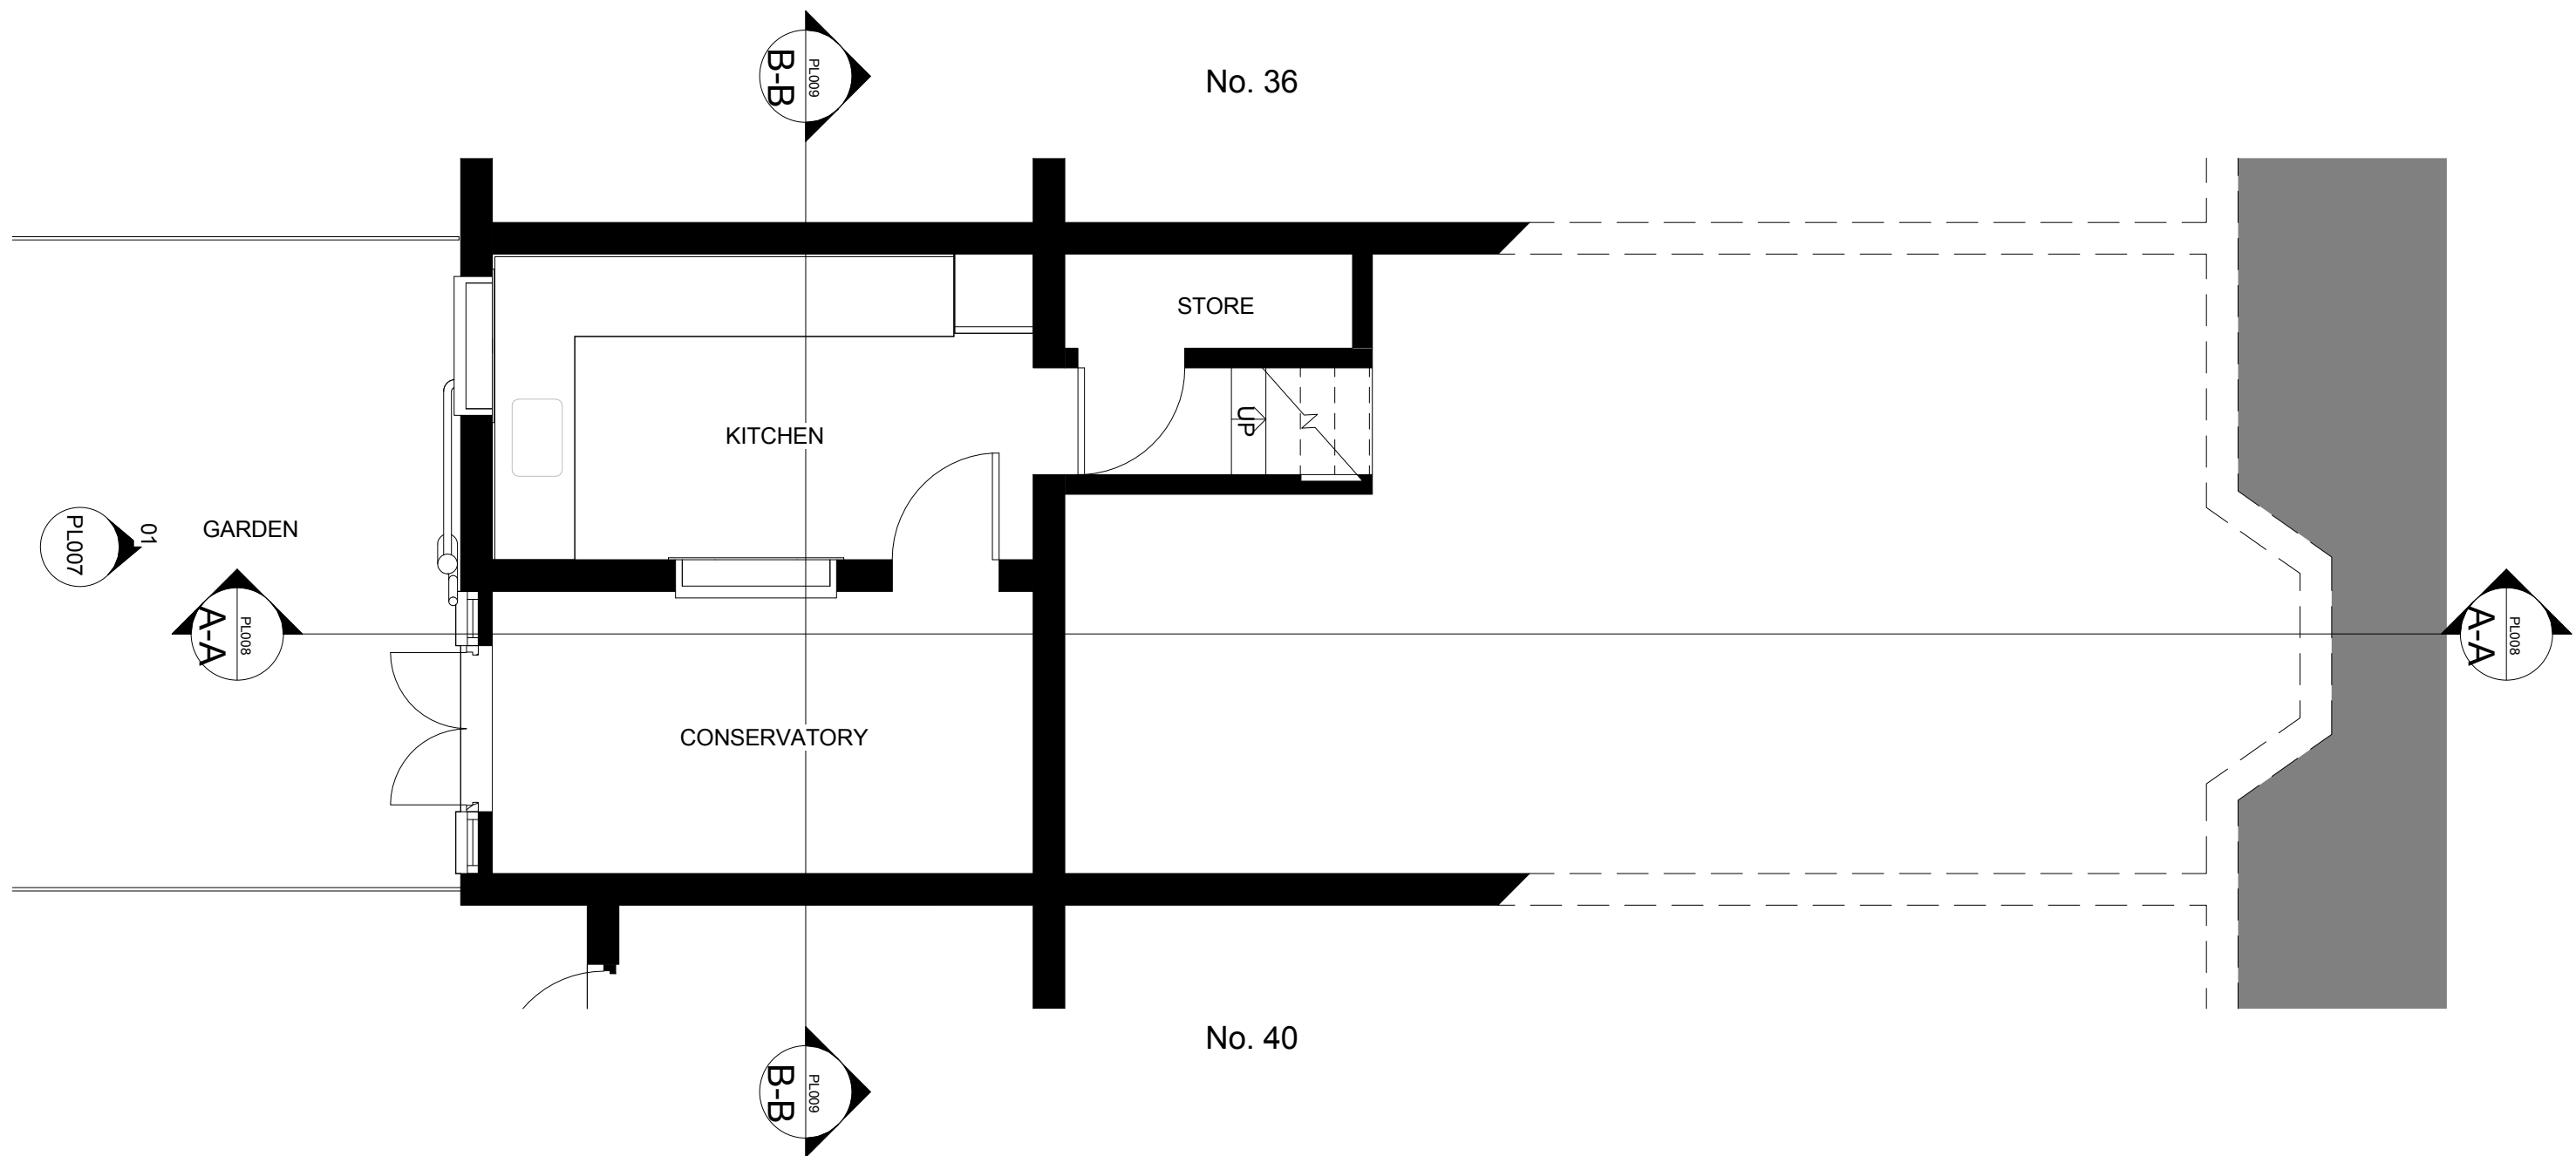 B-B
PL009
No. 36
STORE
UP
KITCHEN
PL007
01
GARDEN
A-A
PL008
A-A
PL008
CONSERVATORY
No. 40
B-B
PL009